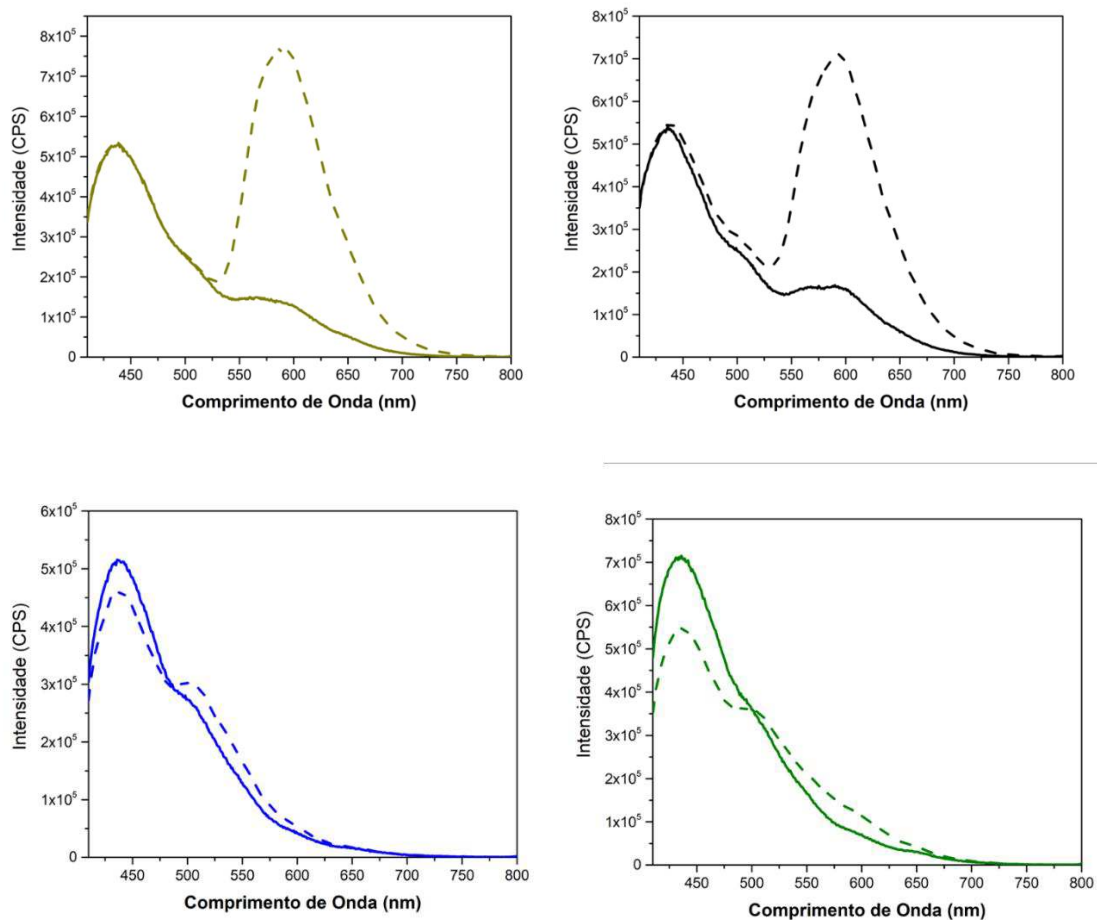 Intensidade (CPS)
8x10⁵
7x10⁵
6x10⁵
5x10⁵
4x10⁵
3x10⁵
2x10⁵
1x10⁵
0
450 500 550 600 650 700 750 800
Comprimento de Onda (nm)
Intensidade (CPS)
8x10⁵
7x10⁵
6x10⁵
5x10⁵
4x10⁵
3x10⁵
2x10⁵
1x10⁵
0
450 500 550 600 650 700 750 800
Comprimento de Onda (nm)
Intensidade (CPS)
6x10⁵
5x10⁵
4x10⁵
3x10⁵
2x10⁵
1x10⁵
0
450 500 550 600 650 700 750 800
Comprimento de Onda (nm)
Intensidade (CPS)
8x10⁵
7x10⁵
6x10⁵
5x10⁵
4x10⁵
3x10⁵
2x10⁵
1x10⁵
0
450 500 550 600 650 700 750 800
Comprimento de Onda (nm)